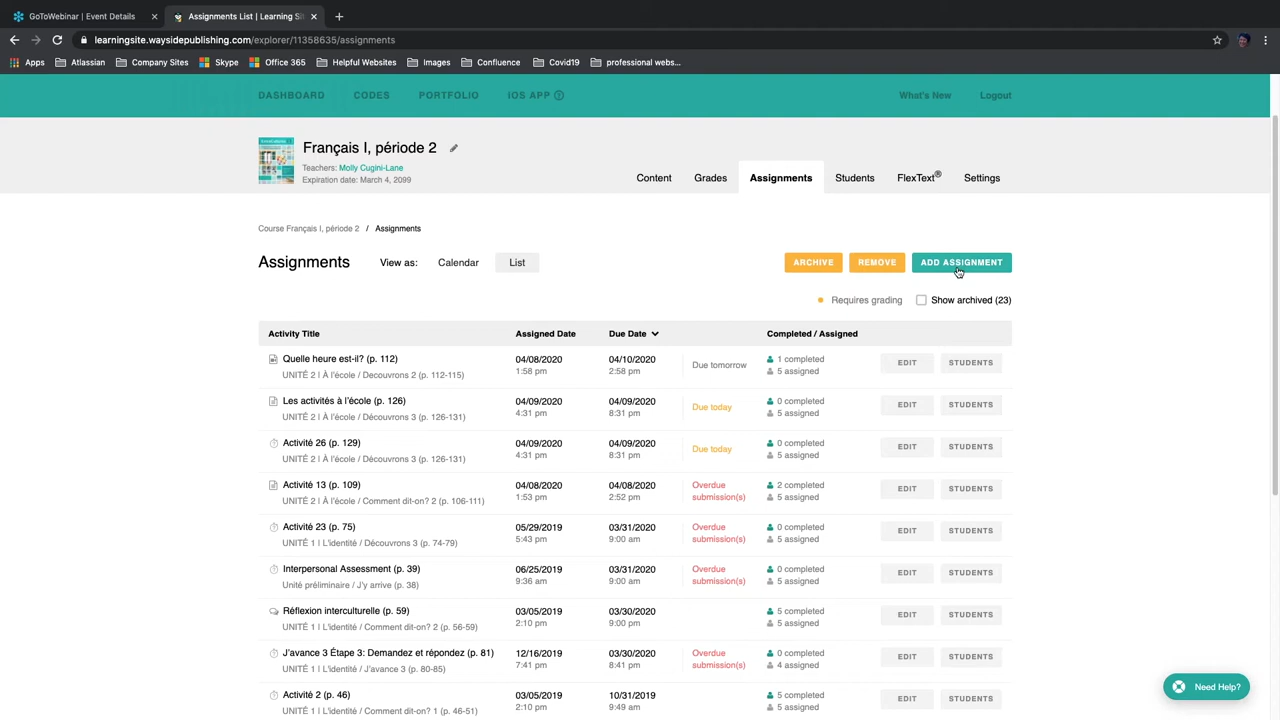 GoToWebinar | Event Details
Assignments List | Learning Si
learningsite.waysidepublishing.com/explorer/11358635/assignments
Apps Atlassian Company Sites Skype Office 365 Helpful Websites Images Confluence Covid19 professional webs...
DASHBOARD CODES PORTFOLIO iOS APP ? What's New Logout
Français I, période 2
Teachers: Molly Cugini-Lane
Expiration date: March 4, 2099
Content Grades Assignments Students FlexText® Settings
Course Français I, période 2 / Assignments
Assignments View as: Calendar List ARCHIVE REMOVE ADD ASSIGNMENT
Requires grading Show archived (23)
Activity Title Assigned Date Due Date Completed / Assigned
Quelle heure est-il? (p. 112) 04/08/2020 04/10/2020 Due tomorrow 1 completed EDIT STUDENTS
UNITÉ 2 | À l'école / Decouvrons 2 (p. 112-115) 1:58 pm 2:58 pm 5 assigned
Les activités à l'école (p. 126) 04/09/2020 04/09/2020 Due today 0 completed EDIT STUDENTS
UNITÉ 2 | À l'école / Découvrons 3 (p. 126-131) 4:31 pm 8:31 pm 5 assigned
Activité 26 (p. 129) 04/09/2020 04/09/2020 Due today 0 completed EDIT STUDENTS
UNITÉ 2 | À l'école / Découvrons 3 (p. 126-131) 4:31 pm 8:31 pm 5 assigned
Activité 13 (p. 109) 04/08/2020 04/08/2020 Overdue 2 completed EDIT STUDENTS
UNITÉ 2 | À l'école / Comment dit-on? 2 (p. 106-111) 1:53 pm 2:52 pm submission(s) 5 assigned
Activité 23 (p. 75) 05/29/2019 03/31/2020 Overdue 0 completed EDIT STUDENTS
UNITÉ 1 | L'identité / Découvrons 3 (p. 74-79) 5:43 pm 9:00 am submission(s) 5 assigned
Interpersonal Assessment (p. 39) 06/25/2019 03/31/2020 Overdue 0 completed EDIT STUDENTS
Unité préliminaire / J'y arrive (p. 38) 9:36 am 9:00 am submission(s) 5 assigned
Réflexion interculturelle (p. 59) 03/05/2019 03/30/2020 5 completed EDIT STUDENTS
UNITÉ 1 | L'identité / Comment dit-on? 2 (p. 56-59) 2:10 pm 9:00 pm 5 assigned
J'avance 3 Étape 3: Demandez et répondez (p. 81) 12/16/2019 03/30/2020 Overdue 0 completed EDIT STUDENTS
UNITÉ 1 | L'identité / J'avance 3 (p. 80-85) 7:41 pm 8:41 pm submission(s) 4 assigned
Activité 2 (p. 46) 03/05/2019 10/31/2019 5 completed EDIT STUDENTS
UNITÉ 1 | L'identité / Comment dit-on? 1 (p. 46-51) 2:10 pm 9:49 am 5 assigned
Need Help?